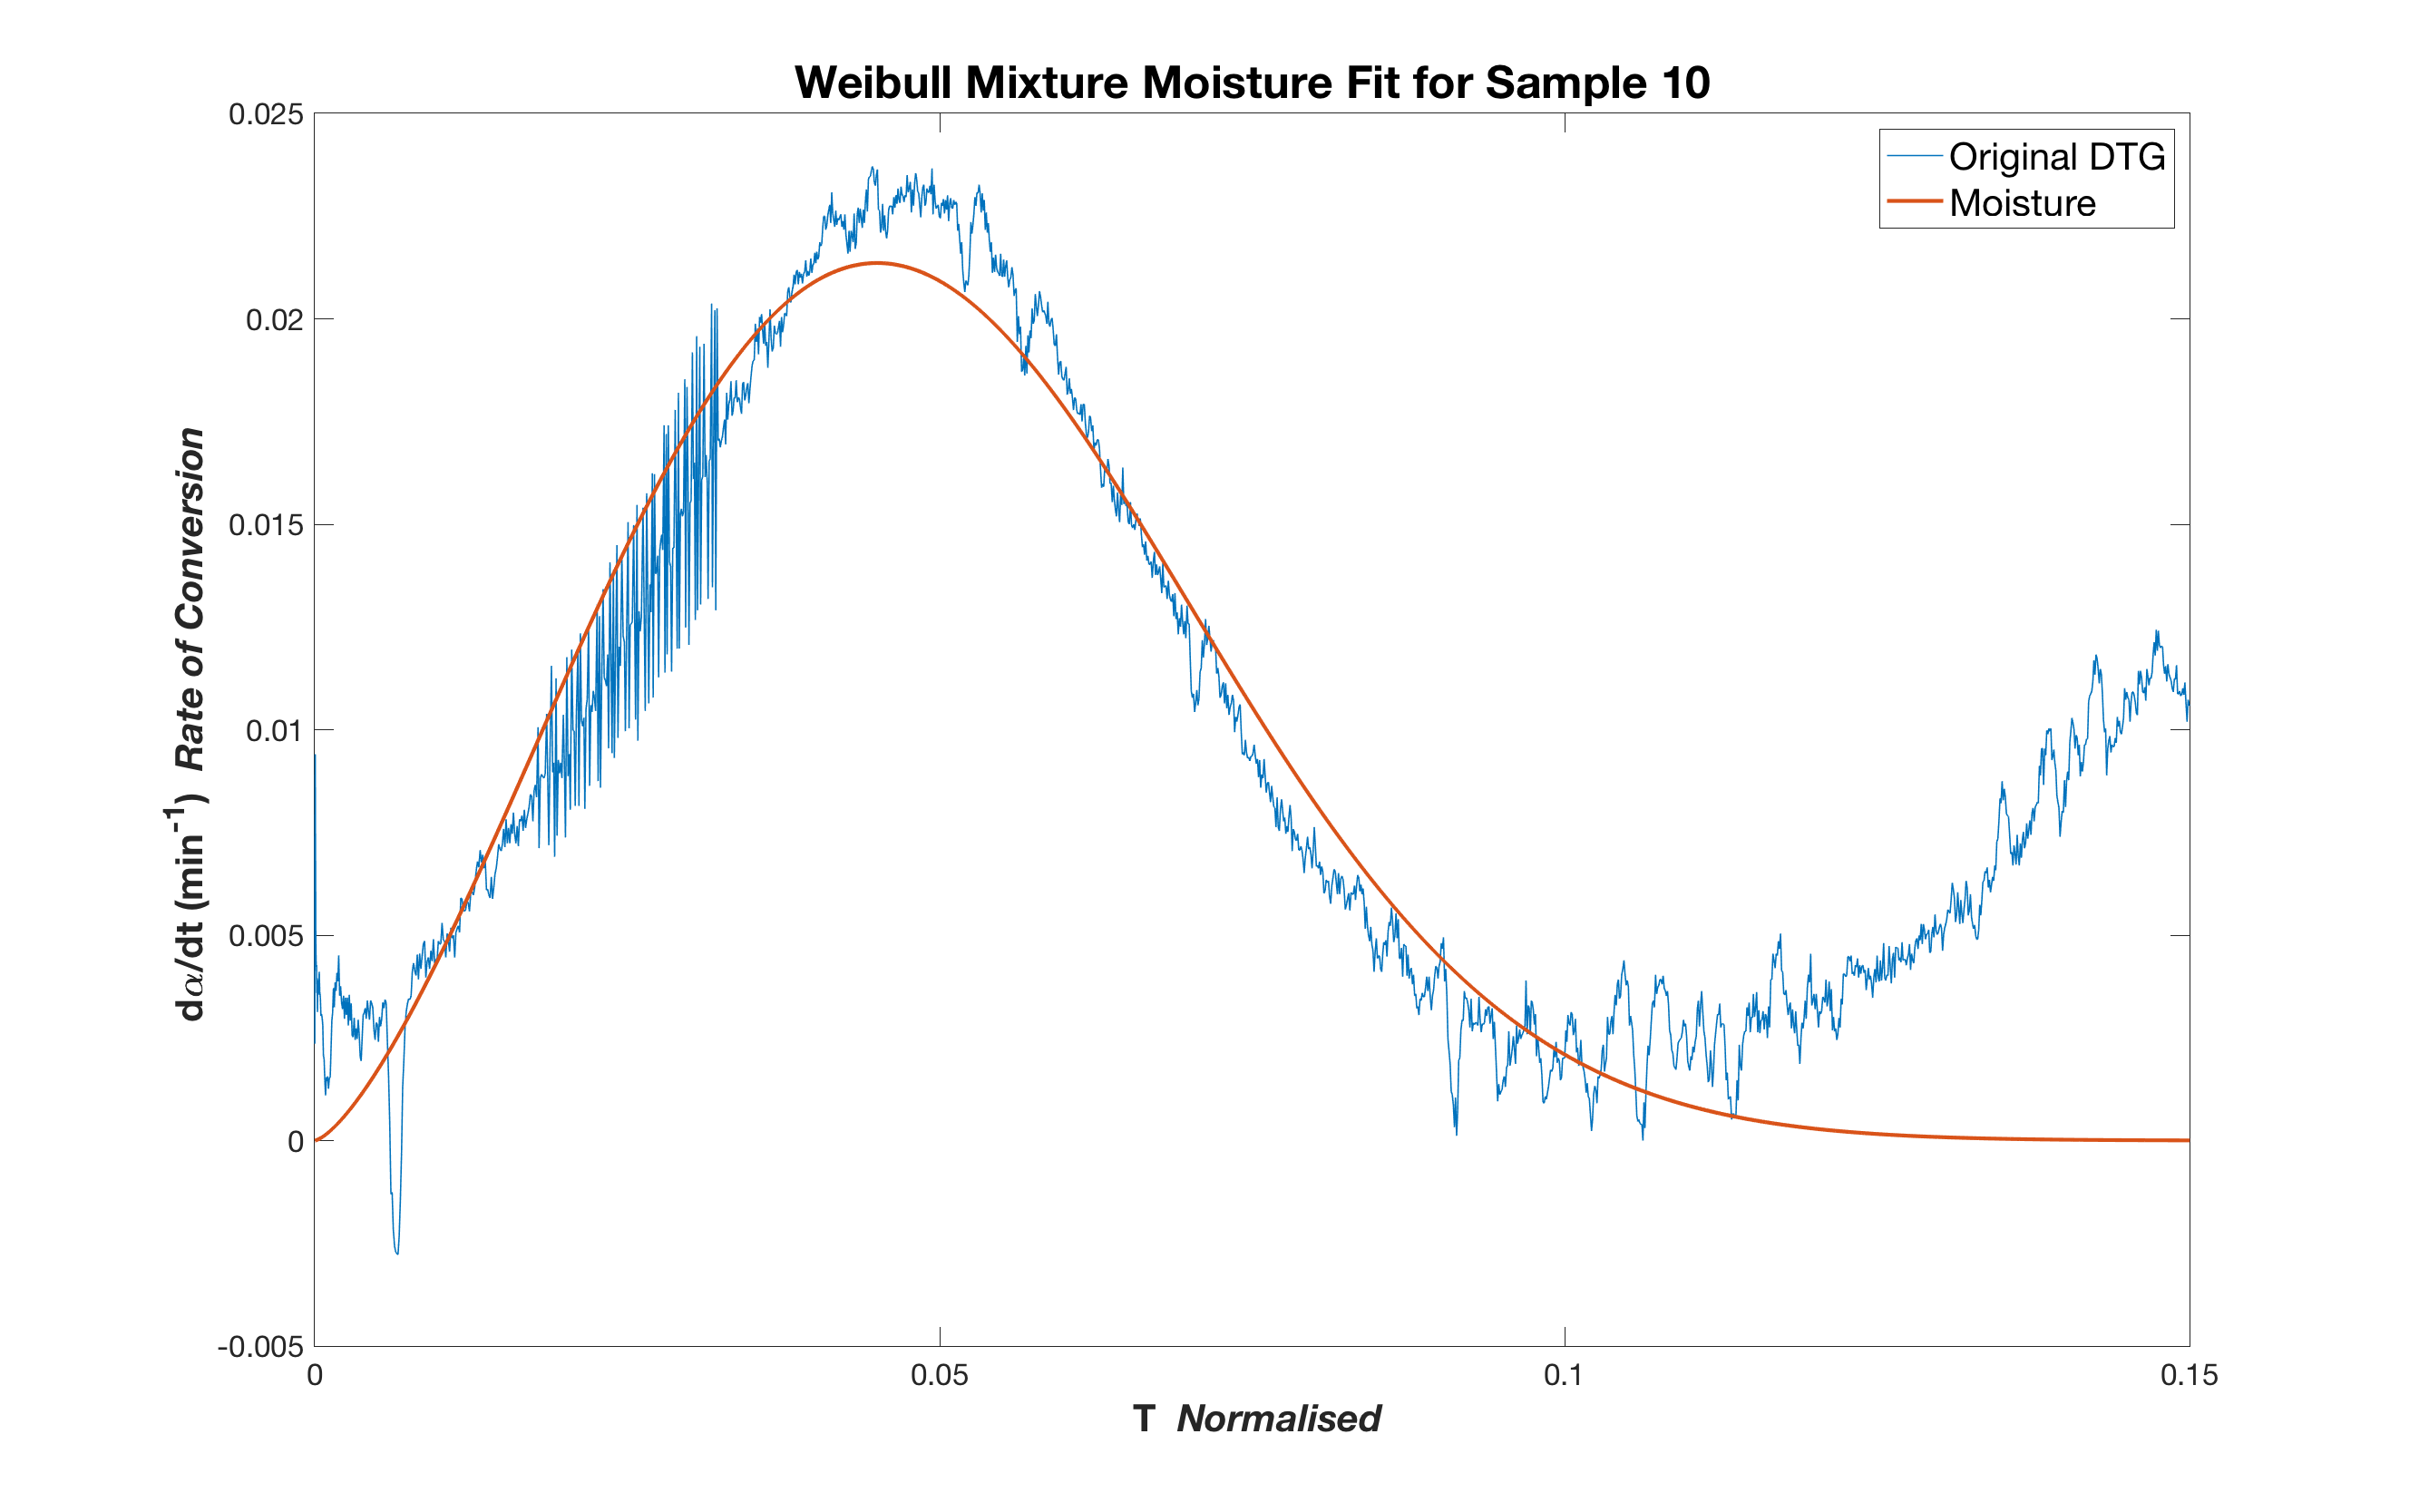 Weibull Mixture Moisture Fit for Sample 10
Original DTG
Moisture
0.025
0.02
0.015
0.01
0.005
0
-0.005
dα/dt (min⁻¹) Rate of Conversion
0
0.05
0.1
0.15
T Normalised